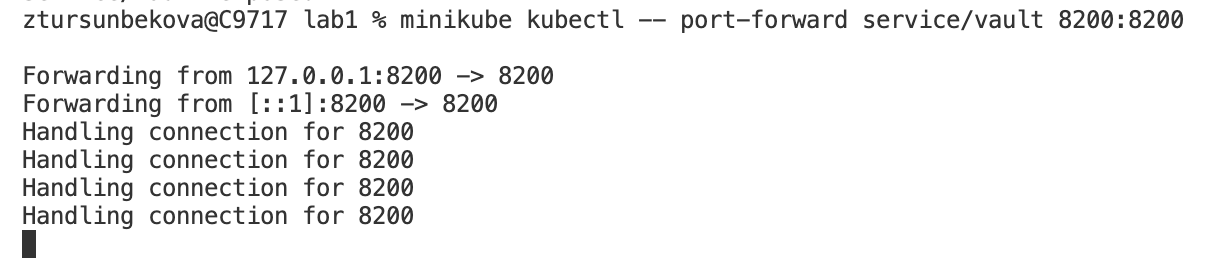 ztursunbekova@C9717 lab1 % minikube kubectl -- port-forward service/vault 8200:8200
Forwarding from 127.0.0.1:8200 -> 8200
Forwarding from [::1]:8200 -> 8200
Handling connection for 8200
Handling connection for 8200
Handling connection for 8200
Handling connection for 8200